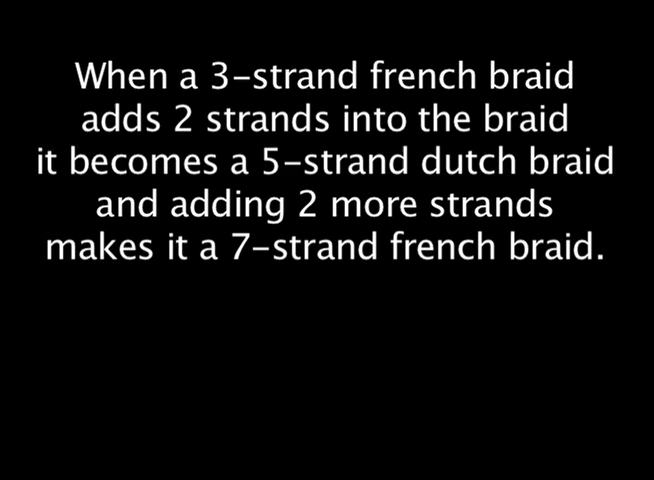 When a 3-strand french braid
adds 2 strands into the braid
it becomes a 5-strand dutch braid
and adding 2 more strands
makes it a 7-strand french braid.